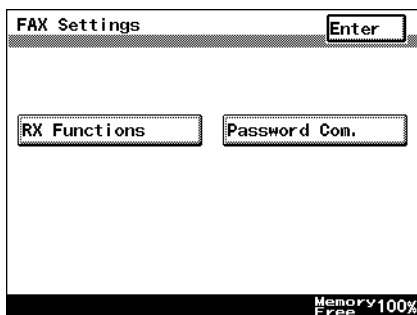 FAX Settings
Enter
RX Functions
Password Com.
Memory 100%
Free